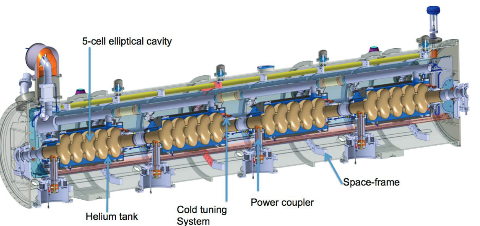 5-cell elliptical cavity
Space-frame
Power coupler
Cold tuning
System
Helium tank